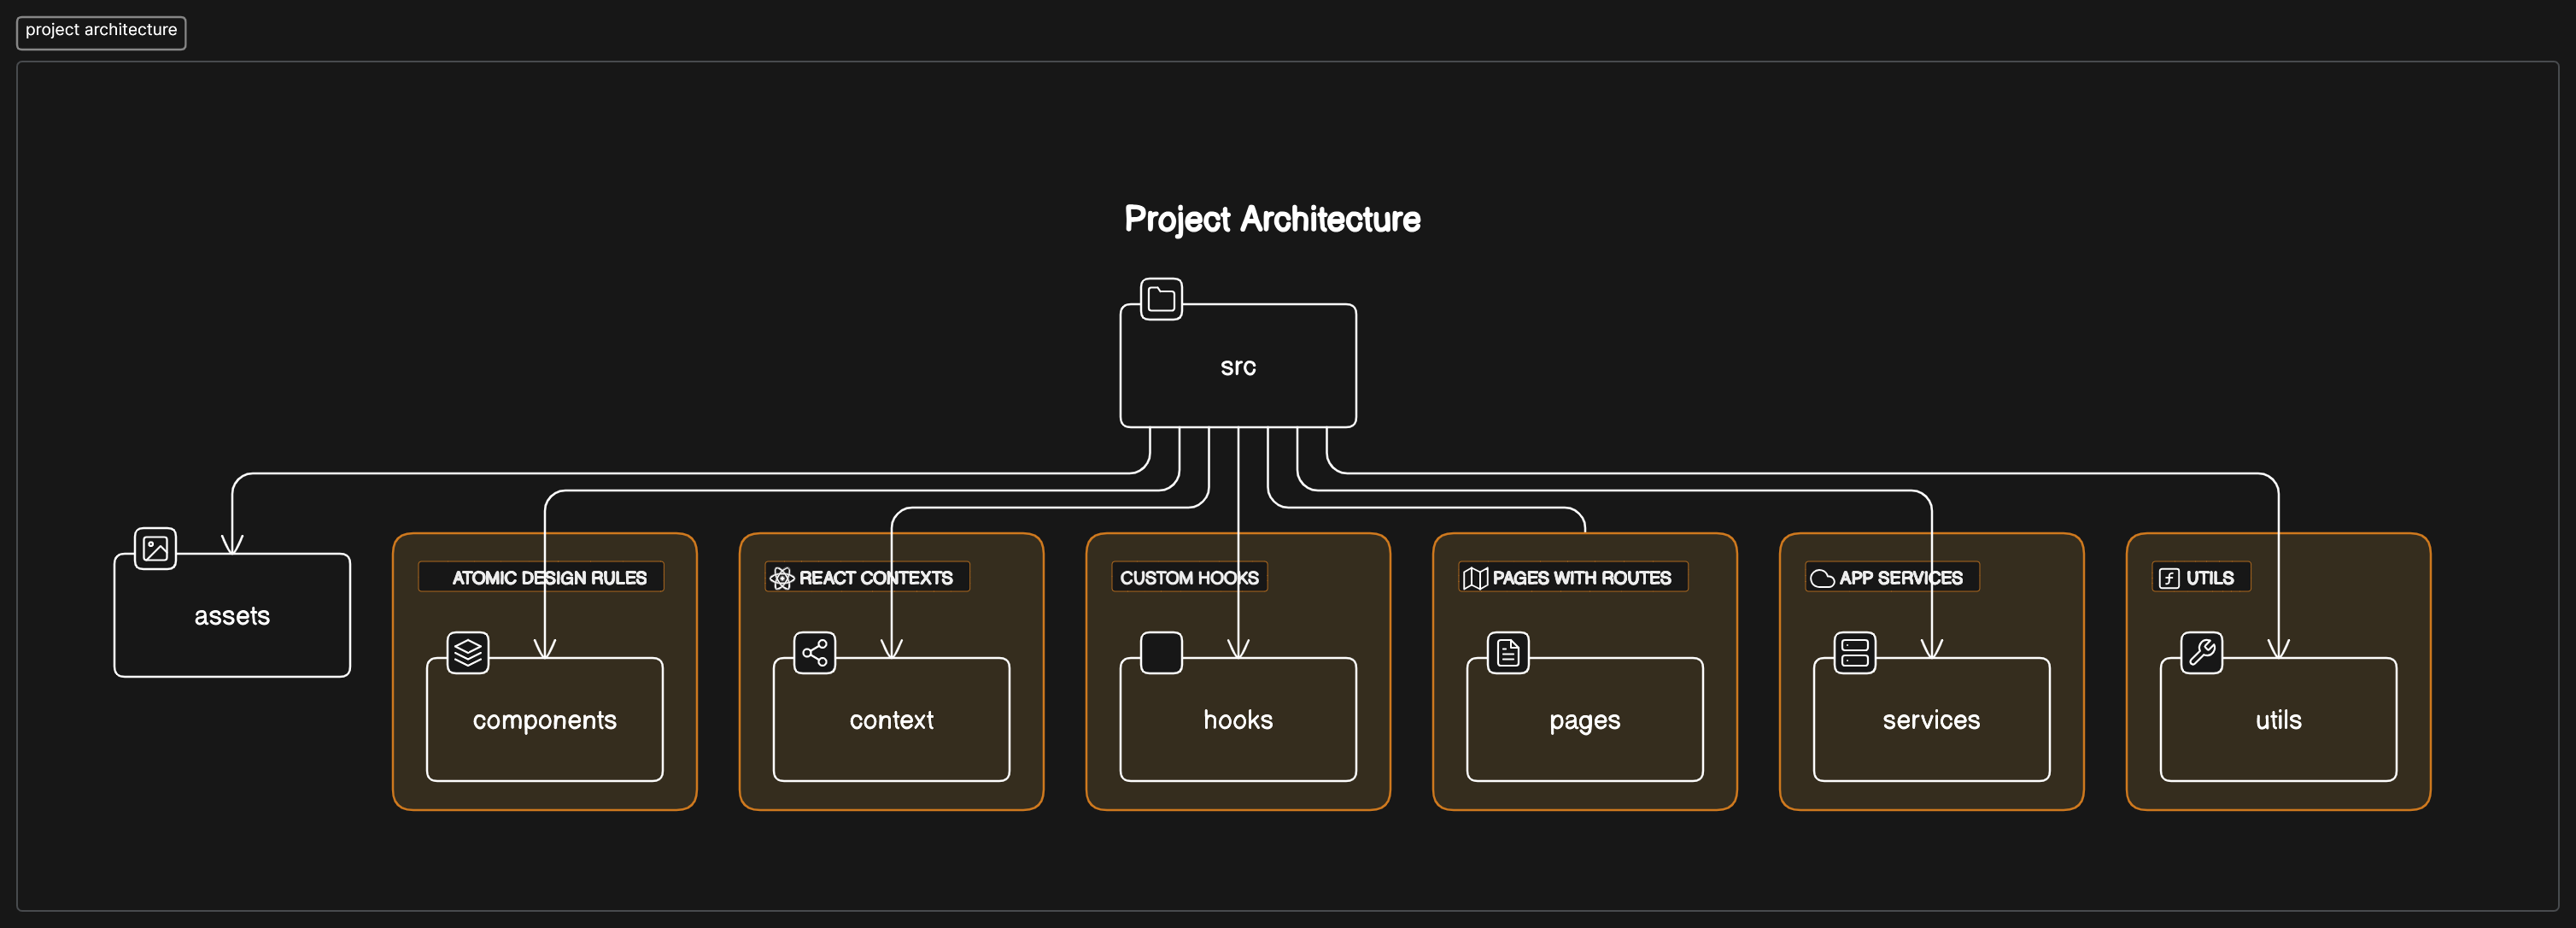 project architecture
Project Architecture
src
assets
ATOMIC DESIGN RULES
components
REACT CONTEXTS
context
CUSTOM HOOKS
hooks
PAGES WITH ROUTES
pages
APP SERVICES
services
UTILS
utils